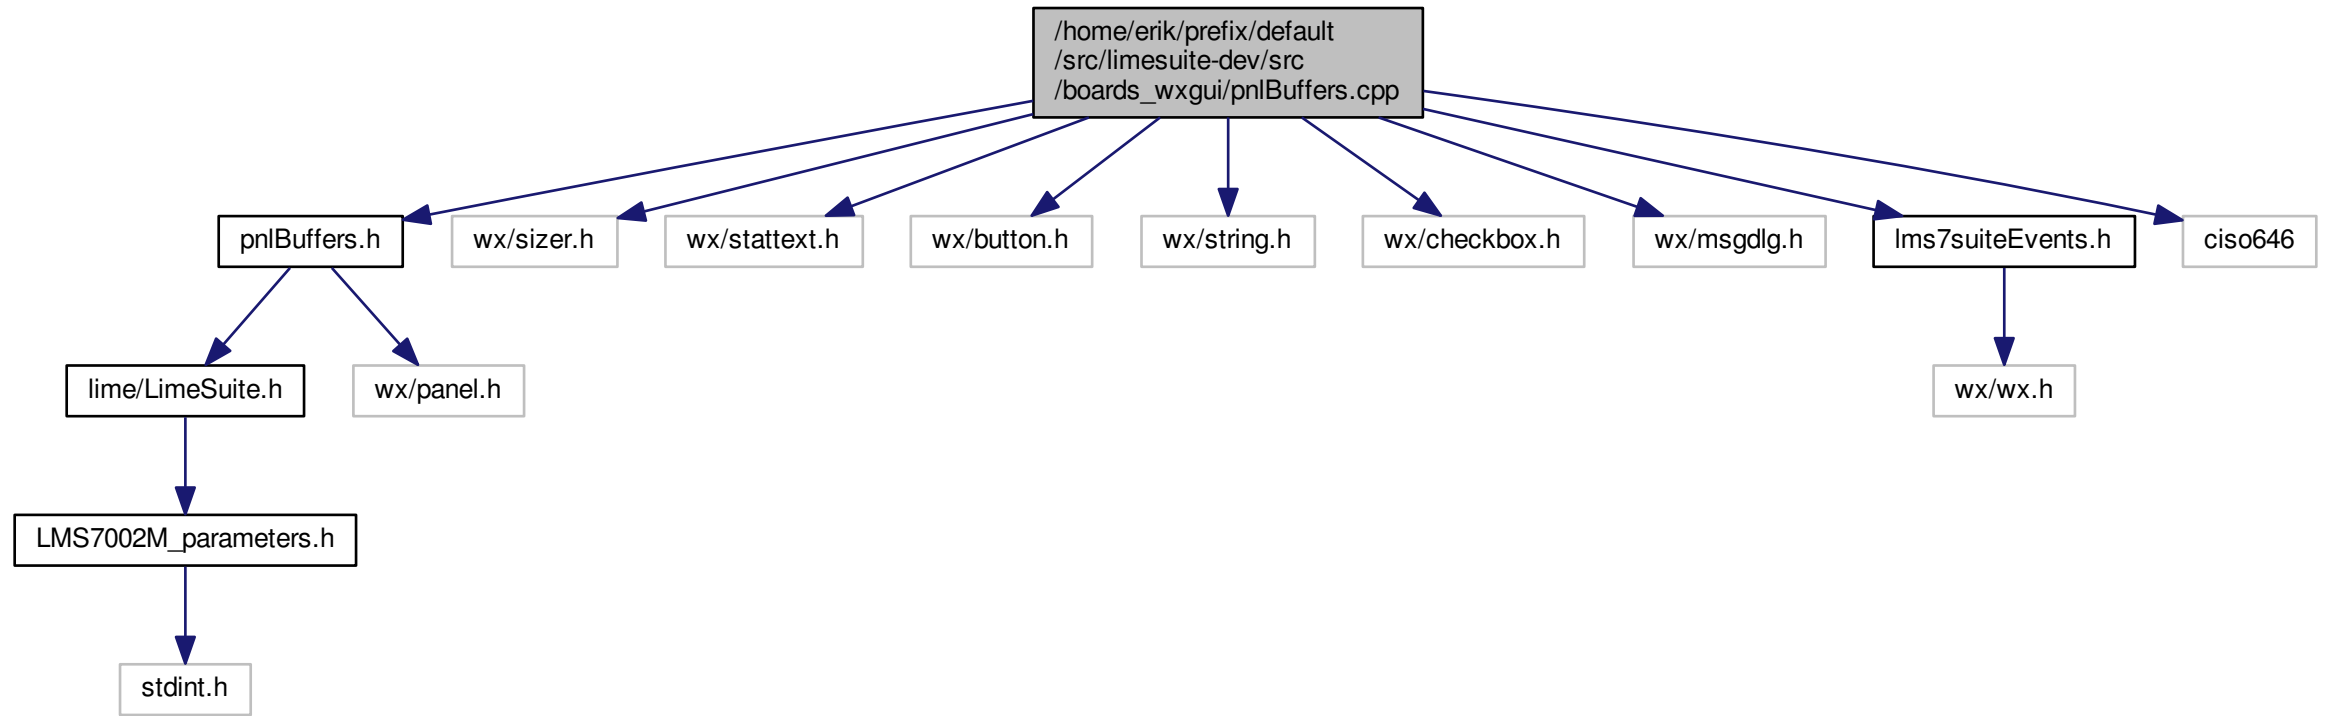 /home/erik/prefix/default
/src/limesuite-dev/src
/boards_wxgui/pnlBuffers.cpp
pnlBuffers.h
wx/sizer.h
wx/stattext.h
wx/button.h
wx/string.h
wx/checkbox.h
wx/msgdlg.h
lms7suiteEvents.h
ciso646
lime/LimeSuite.h
wx/panel.h
wx/wx.h
LMS7002M_parameters.h
stdint.h